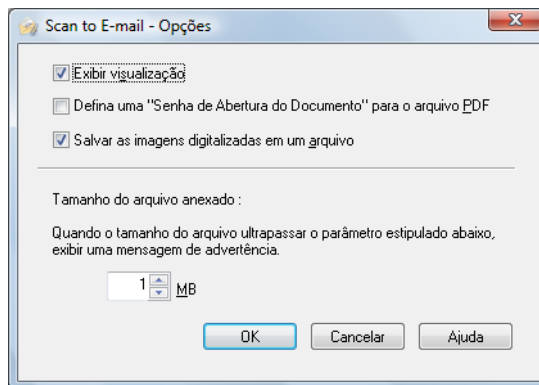 Scan to E-mail - Opções
Exibir visualização
Defina uma "Senha de Abertura do Documento" para o arquivo PDF
Salvar as imagens digitalizadas em um arquivo
Tamanho do arquivo anexado :
Quando o tamanho do arquivo ultrapassar o parâmetro estipulado abaixo,
exibir uma mensagem de advertência.
1 MB
OK Cancelar Ajuda